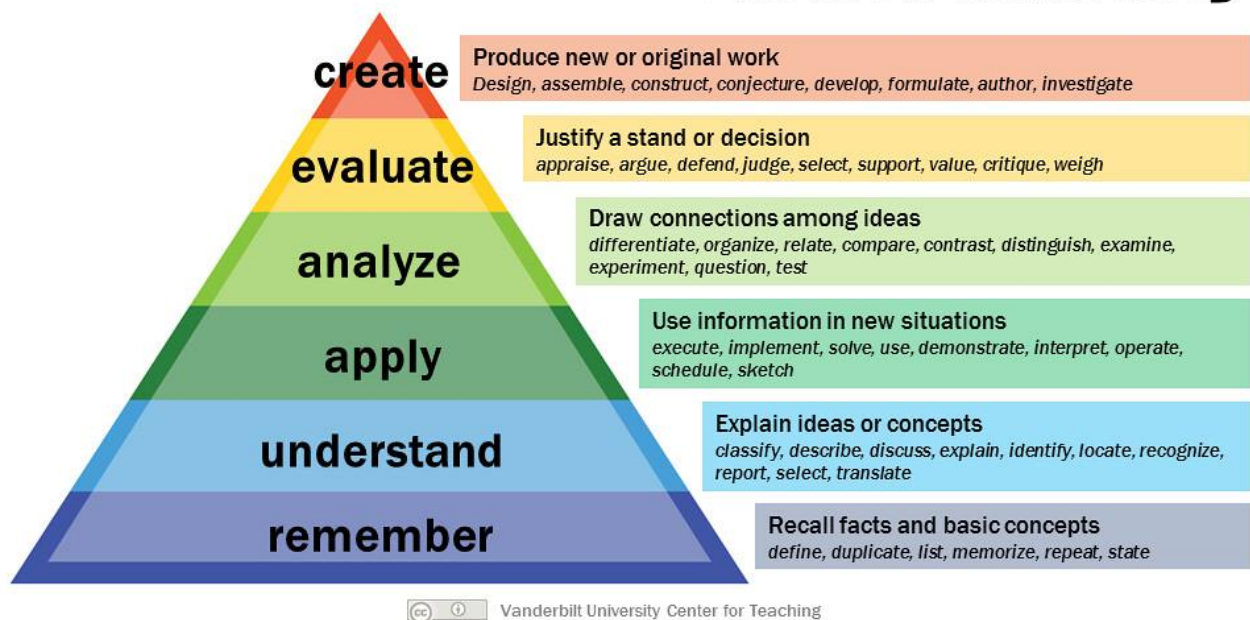 create
Produce new or original work
Design, assemble, construct, conjecture, develop, formulate, author, investigate
evaluate
Justify a stand or decision
appraise, argue, defend, judge, select, support, value, critique, weigh
analyze
Draw connections among ideas
differentiate, organize, relate, compare, contrast, distinguish, examine,
experiment, question, test
apply
Use information in new situations
execute, implement, solve, use, demonstrate, interpret, operate,
schedule, sketch
understand
Explain ideas or concepts
classify, describe, discuss, explain, identify, locate, recognize,
report, select, translate
remember
Recall facts and basic concepts
define, duplicate, list, memorize, repeat, state
cc Vanderbilt University Center for Teaching